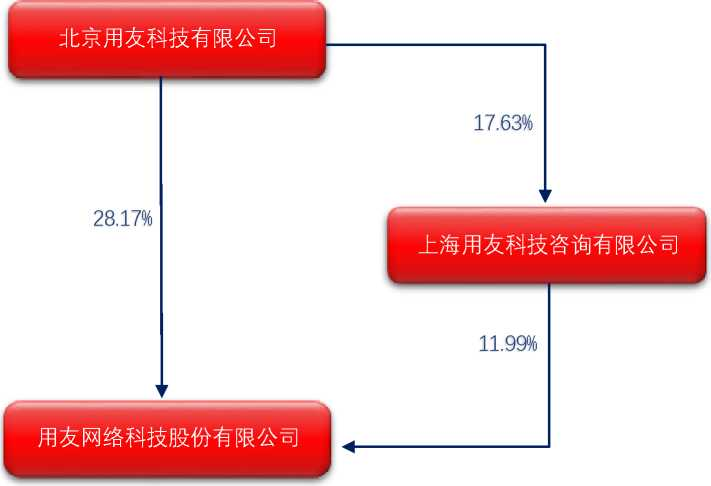 北京用友科技有限公司
17.63%
28.17%
上海用友科技咨询有限公司
11.99%
用友网络科技股份有限公司